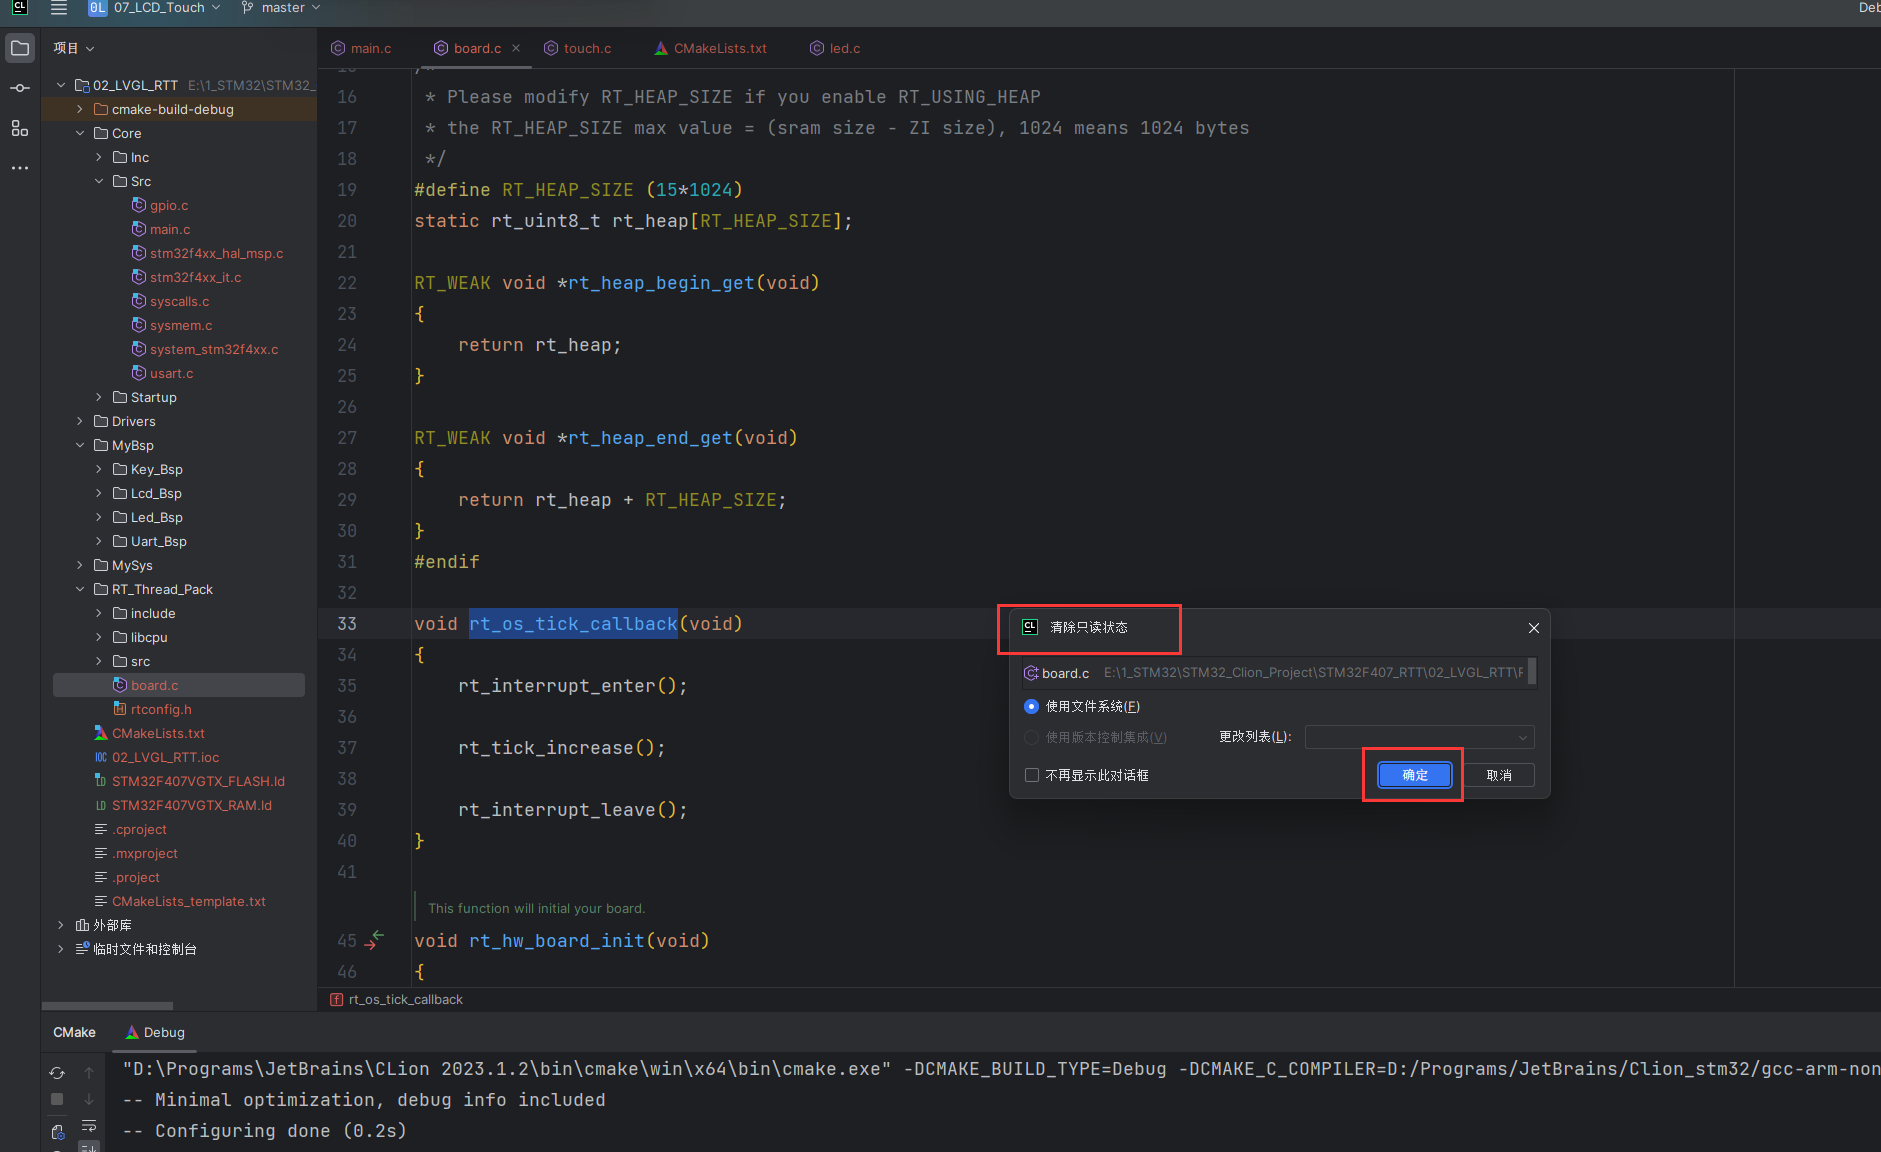 CL 0L 07_LCD_Touch master Deb
项目
02_LVGL_RTT E:\1_STM32\STM32_
cmake-build-debug
Core
Inc
Src
gpio.c
main.c
stm32f4xx_hal_msp.c
stm32f4xx_it.c
syscalls.c
sysmem.c
system_stm32f4xx.c
usart.c
Startup
Drivers
MyBsp
Key_Bsp
Lcd_Bsp
Led_Bsp
Uart_Bsp
MySys
RT_Thread_Pack
include
libcpu
src
board.c
rtconfig.h
CMakeLists.txt
IOC 02_LVGL_RTT.ioc
LD STM32F407VGTX_FLASH.ld
LD STM32F407VGTX_RAM.ld
.cproject
.mxproject
.project
CMakeLists_template.txt
外部库
临时文件和控制台
main.c board.c touch.c CMakeLists.txt led.c
16 * Please modify RT_HEAP_SIZE if you enable RT_USING_HEAP
17 * the RT_HEAP_SIZE max value = (sram size - ZI size), 1024 means 1024 bytes
18 */
19 #define RT_HEAP_SIZE (15*1024)
20 static rt_uint8_t rt_heap[RT_HEAP_SIZE];
21
22 RT_WEAK void *rt_heap_begin_get(void)
23 {
24 return rt_heap;
25 }
26
27 RT_WEAK void *rt_heap_end_get(void)
28 {
29 return rt_heap + RT_HEAP_SIZE;
30 }
31 #endif
32
33 void rt_os_tick_callback(void)
34 {
35 rt_interrupt_enter();
36
37 rt_tick_increase();
38
39 rt_interrupt_leave();
40 }
41
This function will initial your board.
45 void rt_hw_board_init(void)
46 {
f rt_os_tick_callback
CL 清除只读状态
board.c E:\1_STM32\STM32_Clion_Project\STM32F407_RTT\02_LVGL_RTT\F
使用文件系统(F)
使用版本控制集成(V) 更改列表(L):
不再显示此对话框 确定 取消
CMake Debug
"D:\Programs\JetBrains\CLion 2023.1.2\bin\cmake\win\x64\bin\cmake.exe" -DCMAKE_BUILD_TYPE=Debug -DCMAKE_C_COMPILER=D:/Programs/JetBrains/Clion_stm32/gcc-arm-non
-- Minimal optimization, debug info included
-- Configuring done (0.2s)